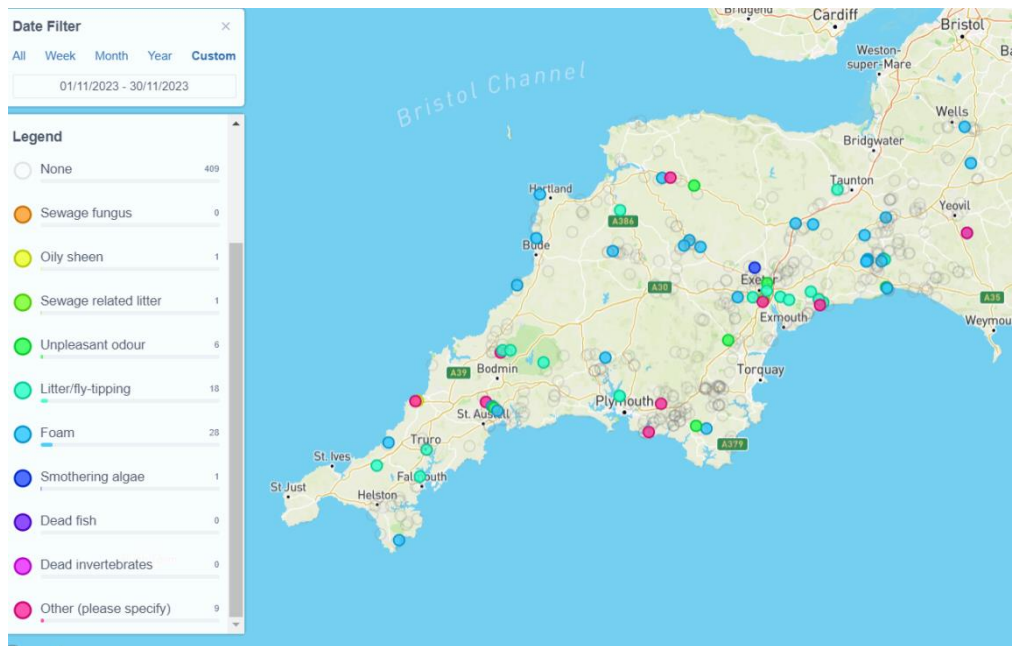 Date Filter ×
All Week Month Year Custom
01/11/2023 - 30/11/2023
Legend
None 409
Sewage fungus 0
Oily sheen 1
Sewage related litter 1
Unpleasant odour 6
Litter/fly-tipping 18
Foam 28
Smothering algae 1
Dead fish 0
Dead invertebrates 0
Other (please specify) 9
Bridgend
Cardiff
Bristol
Weston-
super-Mare
Bristol Channel
Wells
Bridgwater
Hartland
Taunton
A386
Yeovil
Bude
A30
Exeter
A35
Exmouth
Weymou
Bodmin
A39
Torquay
Plymouth
St. Austell
Truro
A379
St. Ives
St Just
Falmouth
Helston